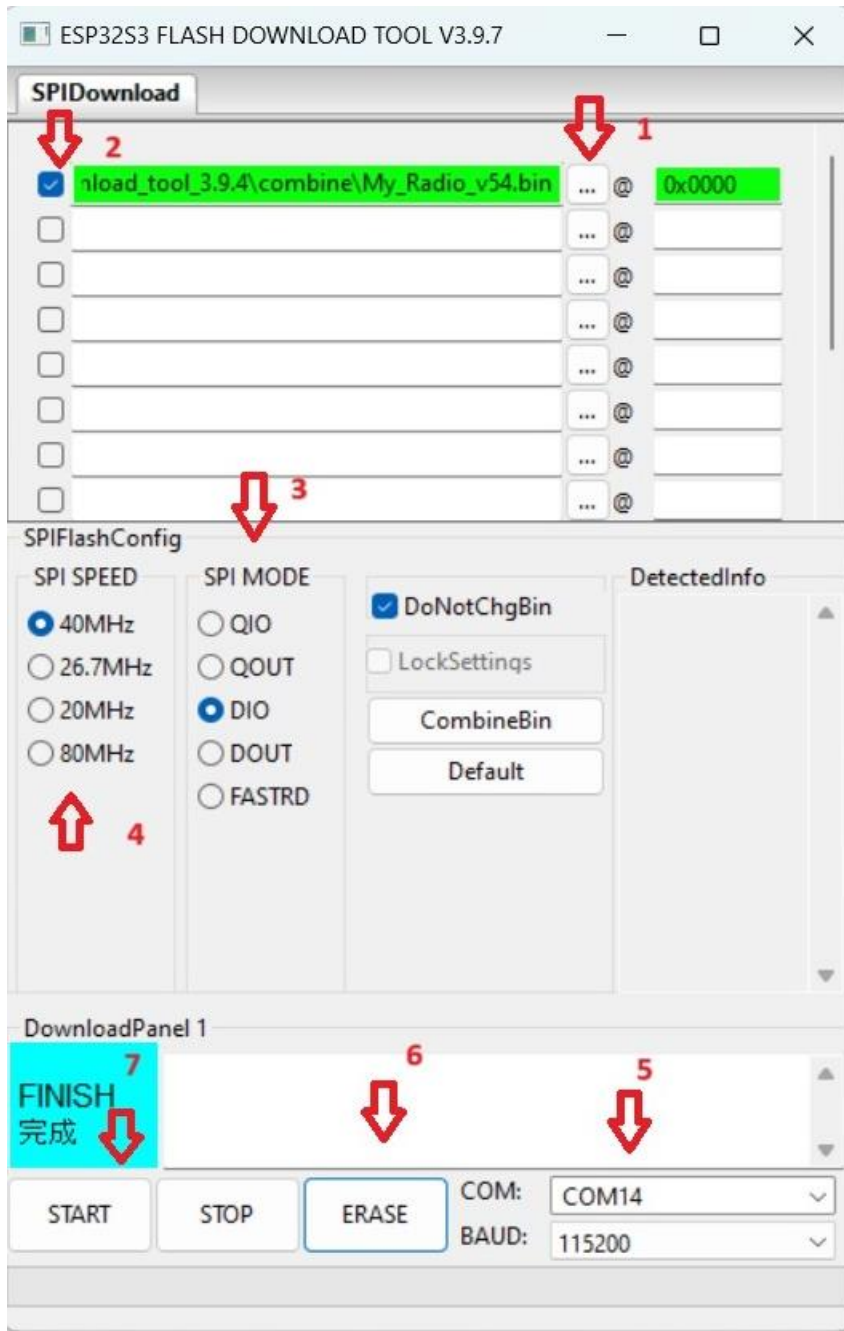 ESP32S3 FLASH DOWNLOAD TOOL V3.9.7
SPIDownload
1
2
nload_tool_3.9.4\combine\My_Radio_v54.bin ... @ 0x0000
... @
... @
... @
... @
... @
... @
... @
3
SPIFlashConfig
SPI SPEED
40MHz
26.7MHz
20MHz
80MHz
4
SPI MODE
QIO
QOUT
DIO
DOUT
FASTRD
DoNotChgBin
LockSettings
CombineBin
Default
DetectedInfo
DownloadPanel 1
7
6
5
FINISH
完成
START STOP ERASE
COM: COM14
BAUD: 115200